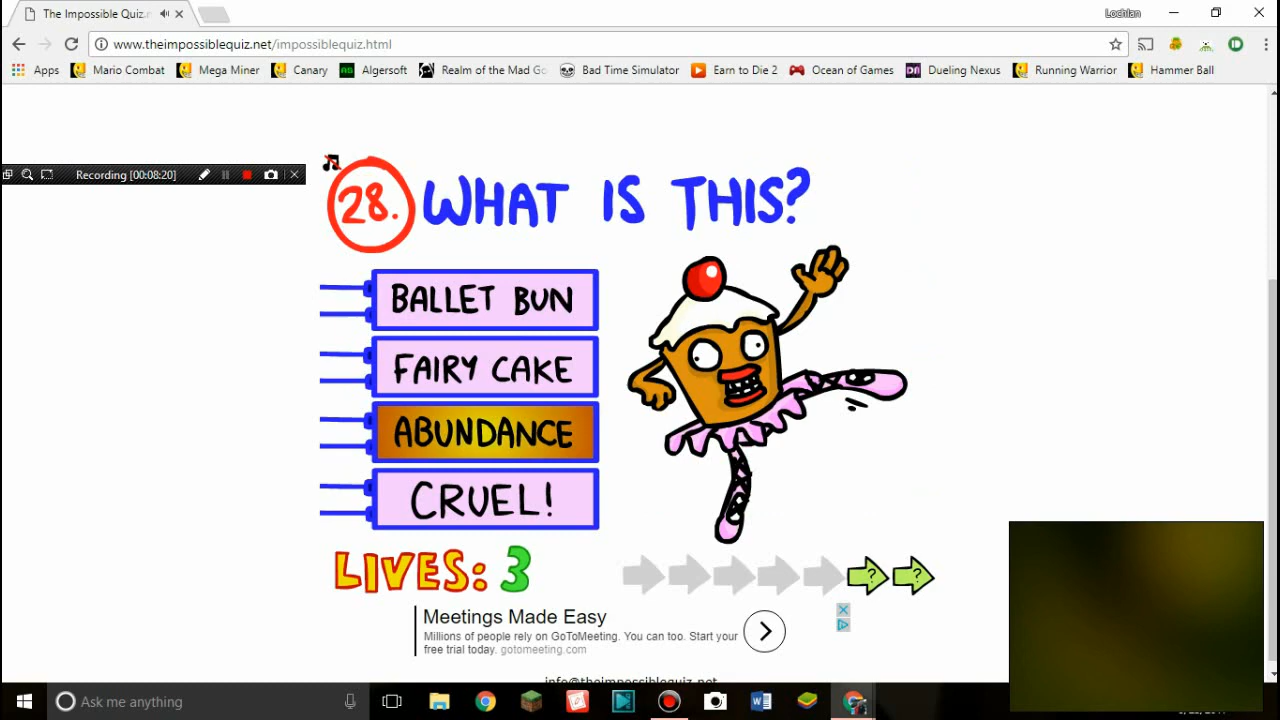 The Impossible Quiz.n
Lochlan
www.theimpossiblequiz.net/impossiblequiz.html
Apps Mario Combat Mega Miner Canary Algersoft Realm of the Mad Go Bad Time Simulator Earn to Die 2 Ocean of Games Dueling Nexus Running Warrior Hammer Ball
Recording [00:08:20]
28. WHAT IS THIS?
BALLET BUN
FAIRY CAKE
ABUNDANCE
CRUEL!
LIVES: 3
? ?
Meetings Made Easy
Millions of people rely on GoToMeeting. You can too. Start your
free trial today. gotomeeting.com
info@theimpossiblequiz.net
Ask me anything